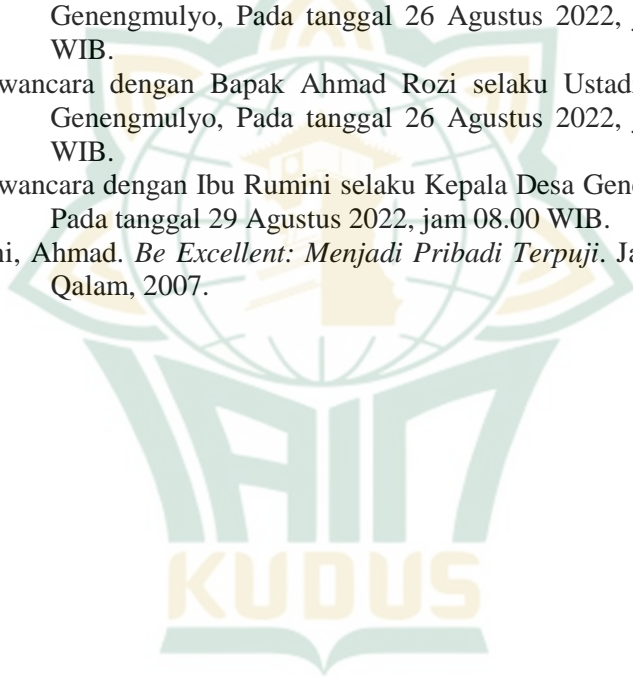 Genengmulyo, Pada tanggal 26 Agustus 2022,
WIB.
wancara dengan Bapak Ahmad Rozi selaku Ustad
Genengmulyo, Pada tanggal 26 Agustus 2022,
WIB.
wancara dengan Ibu Rumini selaku Kepala Desa Gene
Pada tanggal 29 Agustus 2022, jam 08.00 WIB.
ni, Ahmad. Be Excellent: Menjadi Pribadi Terpuji. Ja
Qalam, 2007.
IAIN
KUDUS